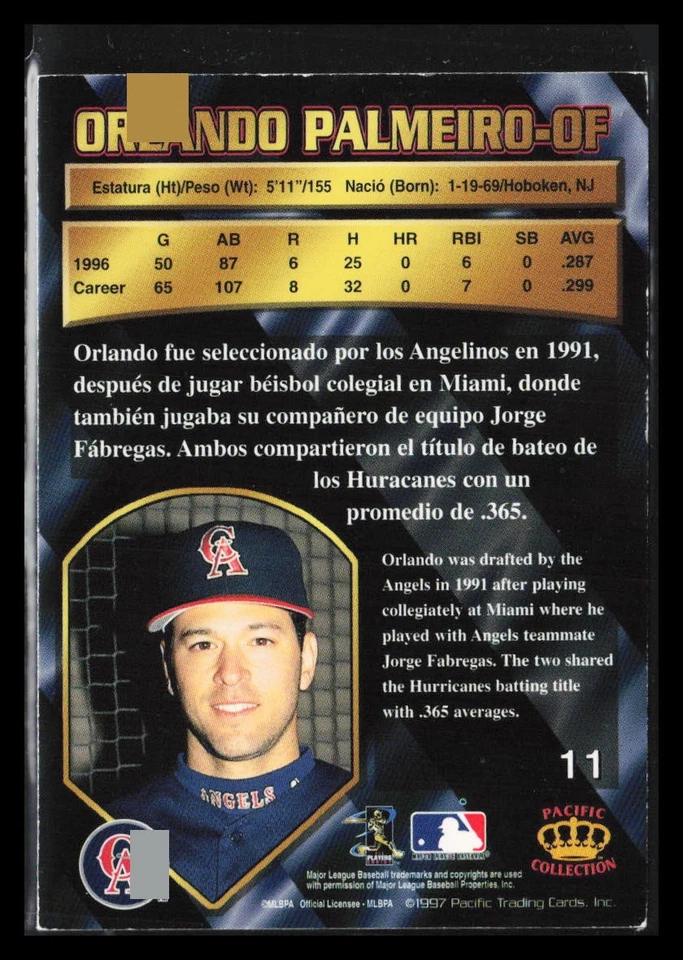 PALMEIRO-OF
Estatura (Ht)/Peso (Wt): 5'11"/155 Nació (Born): 1-19-69/Hoboken, NJ
G AB R H HR RBI SB AVG
1996 50 87 6 25 0 6 0 .287
Career 65 107 8 32 0 7 0 .299
Orlando fue seleccionado por los Angelinos en 1991,
después de jugar béisbol colegial en Miami, donde
también jugaba su compañero de equipo Jorge
Fábregas. Ambos compartieron el título de bateo de
los Huracanes con un
promedio de .365.
Orlando was drafted by the
Angels in 1991 after playing
collegiately at Miami where he
played with Angels teammate
Jorge Fabregas. The two shared
the Hurricanes batting title
with .365 averages.
11
CA
ANGELS
PLAYERS
PACIFIC
COLLECTION
Major League Baseball trademarks and copyrights are used
with permission of Major League Baseball Properties, Inc.
©MLBPA Official Licensee - MLBPA ©1997 Pacific Trading Cards, Inc.